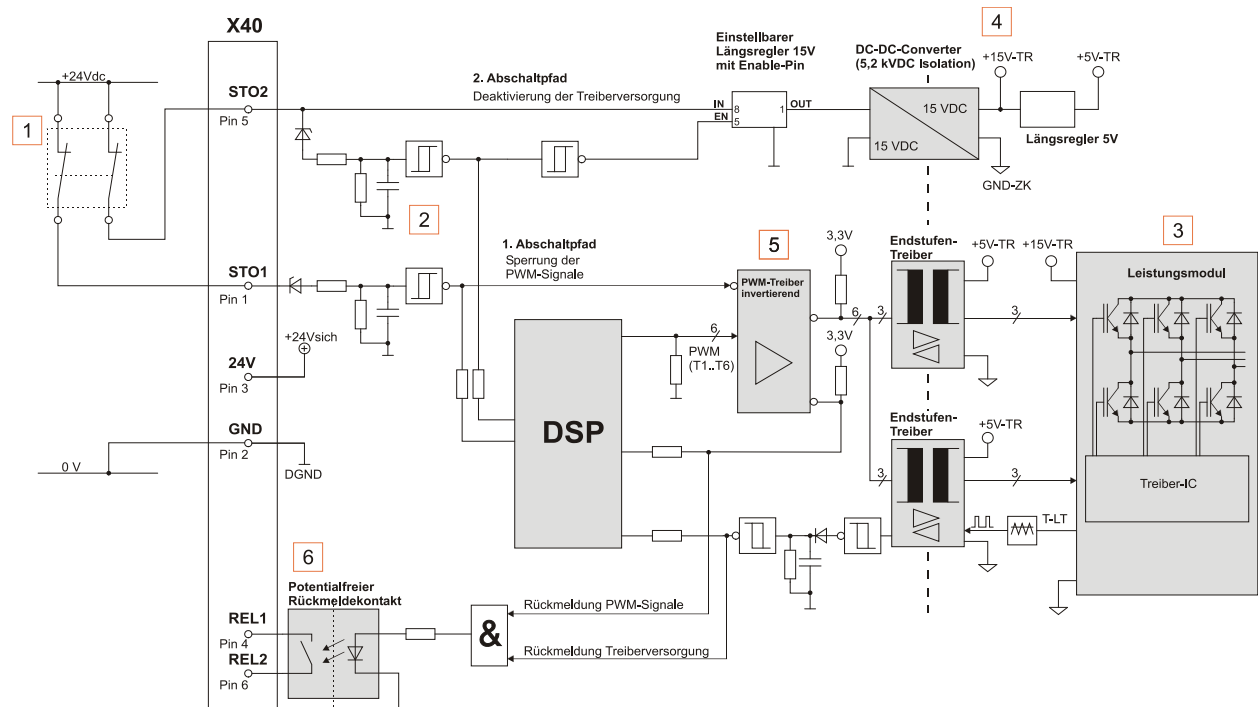 X40
+24Vdc
1
STO2
Pin 5
2. Abschaltpfad
Deaktivierung der Treiberversorgung
Einstellbarer
Längsregler 15V
mit Enable-Pin
IN
8
EN
5
1
OUT
DC-DC-Converter
(5,2 kVDC Isolation)
15 VDC
15 VDC
4
+15V-TR
+5V-TR
Längsregler 5V
GND-ZK
2
1. Abschaltpfad
Sperrung der
PWM-Signale
STO1
Pin 1
+24Vsich
24V
Pin 3
GND
Pin 2
0 V
DGND
DSP
6
PWM
(T1..T6)
5
PWM-Treiber
invertierend
3,3V
3,3V
6
3
3
Endstufen-
Treiber
+5V-TR
+15V-TR
3
3
Leistungsmodul
Endstufen-
Treiber
+5V-TR
3
Treiber-IC
T-LT
6
Potentialfreier
Rückmeldekontakt
REL1
Pin 4
REL2
Pin 6
&
Rückmeldung PWM-Signale
Rückmeldung Treiberversorgung